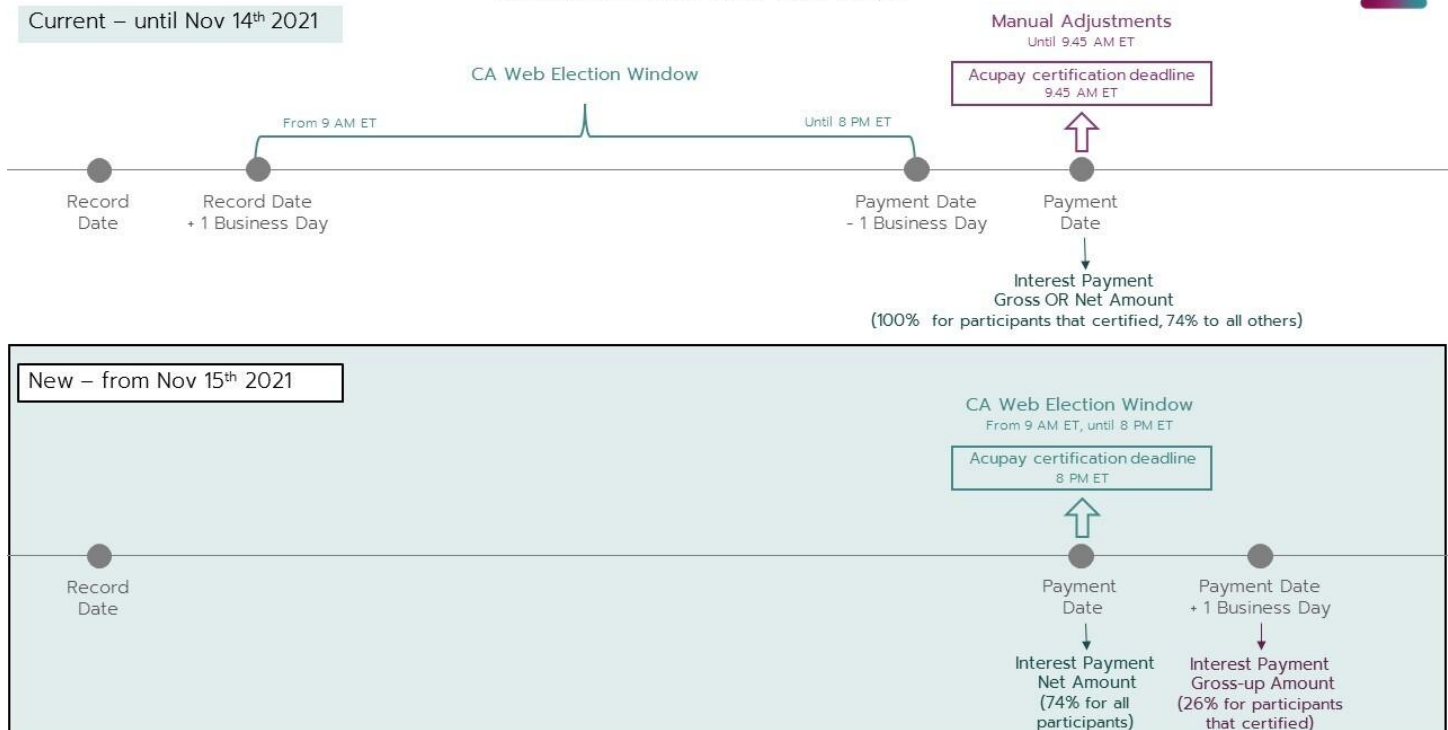 Current – until Nov 14th 2021
Manual Adjustments
Until 9.45 AM ET
CA Web Election Window
Acupay certification deadline
9.45 AM ET
From 9 AM ET
Until 8 PM ET
Record
Date
Record Date
+ 1 Business Day
Payment Date
- 1 Business Day
Payment
Date
Interest Payment
Gross OR Net Amount
(100% for participants that certified, 74% to all others)
New – from Nov 15th 2021
CA Web Election Window
From 9 AM ET, until 8 PM ET
Acupay certification deadline
8 PM ET
Record
Date
Payment
Date
Payment Date
+ 1 Business Day
Interest Payment
Net Amount
(74% for all
participants)
Interest Payment
Gross-up Amount
(26% for participants
that certified)